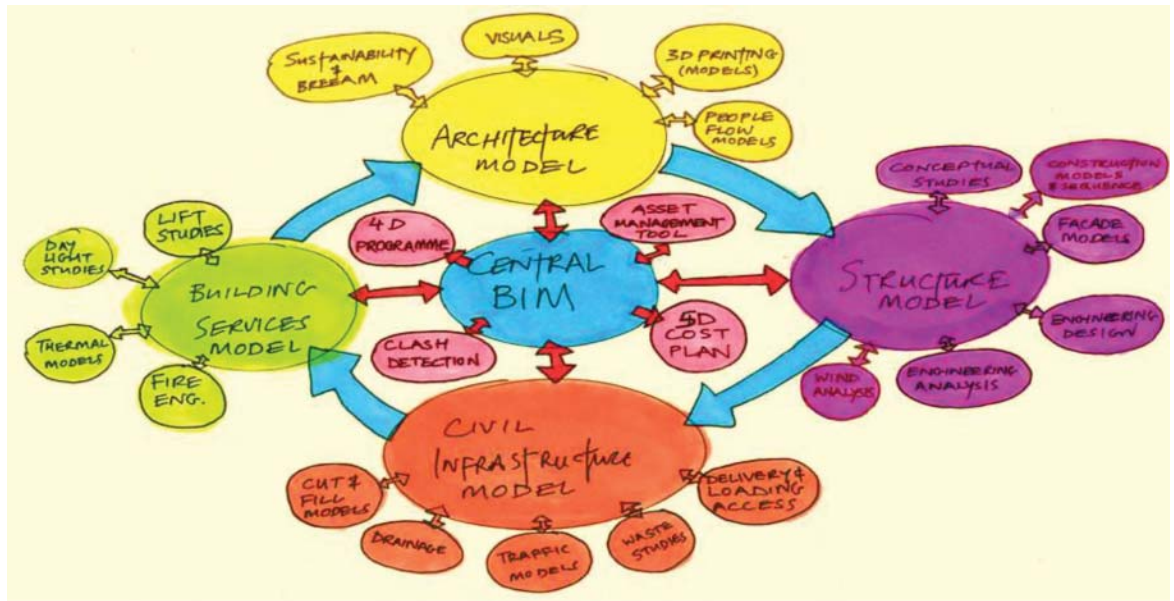 VISUALS
SUSTAINABILITY
&
BREEAM
3D PRINTING
(MODELS)
ARCHITECTURE
MODEL
PEOPLE
FLOW
MODELS
CONCEPTUAL
STUDIES
CONSTRUCTION
MODELS
& SEQUENCE
FACADE
MODELS
STRUCTURE
MODEL
ENGINEERING
DESIGN
ENGINEERING
ANALYSIS
WIND
ANALYSIS
4D
PROGRAMME
ASSET
MANAGEMENT
TOOL
CENTRAL
BIM
CLASH
DETECTION
5D
COST
PLAN
LIFT
STUDIES
DAY
LIGHT
STUDIES
BUILDING
SERVICES
MODEL
THERMAL
MODELS
FIRE
ENG.
CIVIL
INFRASTRUCTURE
MODEL
CUT &
FILL
MODELS
DRAINAGE
TRAFFIC
MODELS
WASTE
STUDIES
DELIVERY &
LOADING
ACCESS